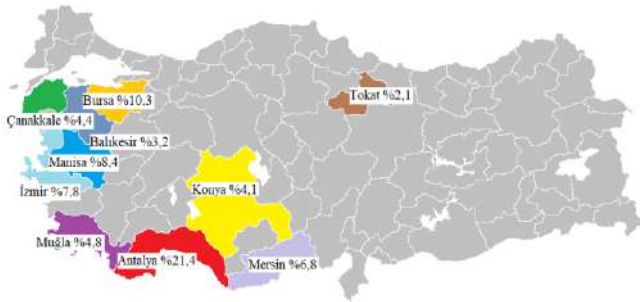 Bursa %10,3
Tokat %2,1
Çanakkale %4,4
Balıkesir %3,2
Manisa %8,4
İzmir %7,8
Konya %4,1
Muğla %4,8
Antalya %21,4
Mersin %6,8